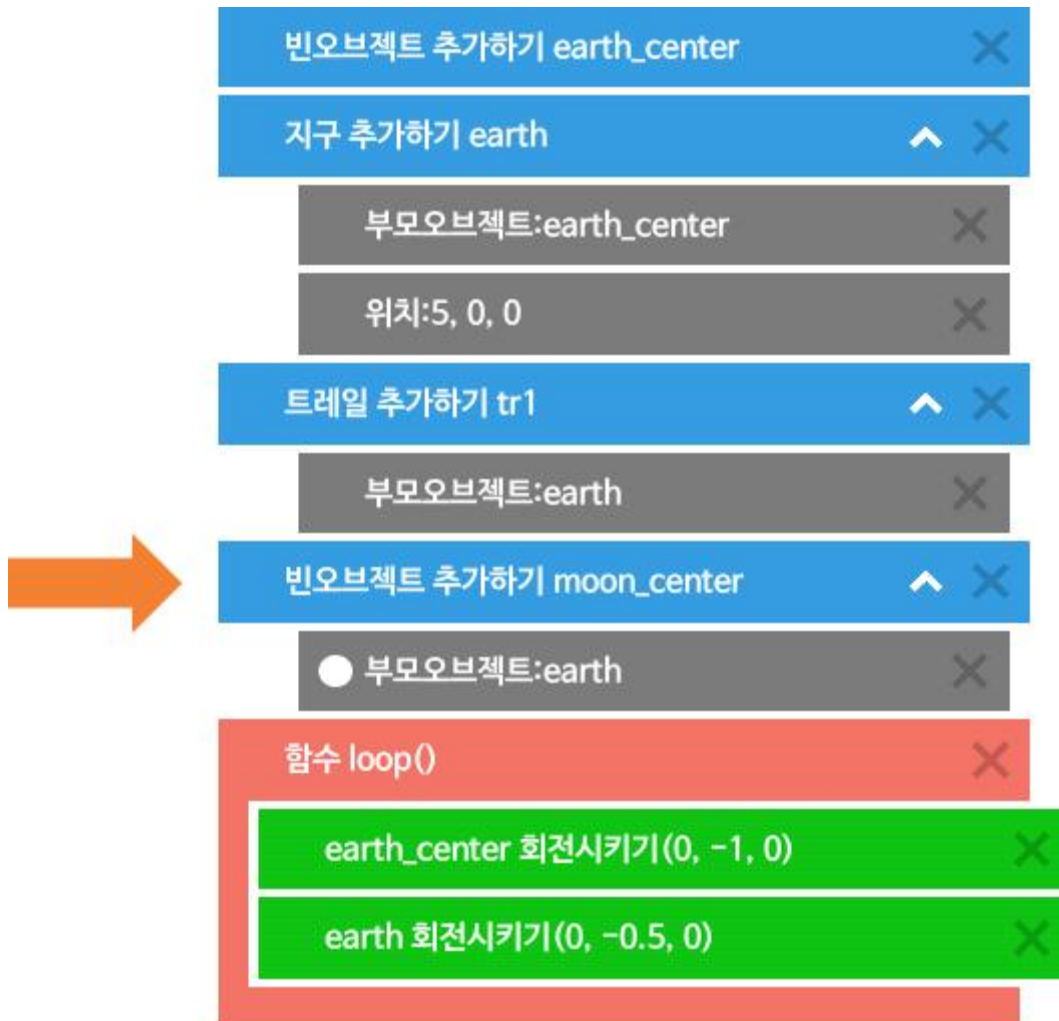 빈오브젝트 추가하기 earth_center
지구 추가하기 earth
부모오브젝트:earth_center
위치:5, 0, 0
트레일 추가하기 tr1
부모오브젝트:earth
빈오브젝트 추가하기 moon_center
부모오브젝트:earth
함수 loop()
earth_center 회전시키기(0, -1, 0)
earth 회전시키기(0, -0.5, 0)